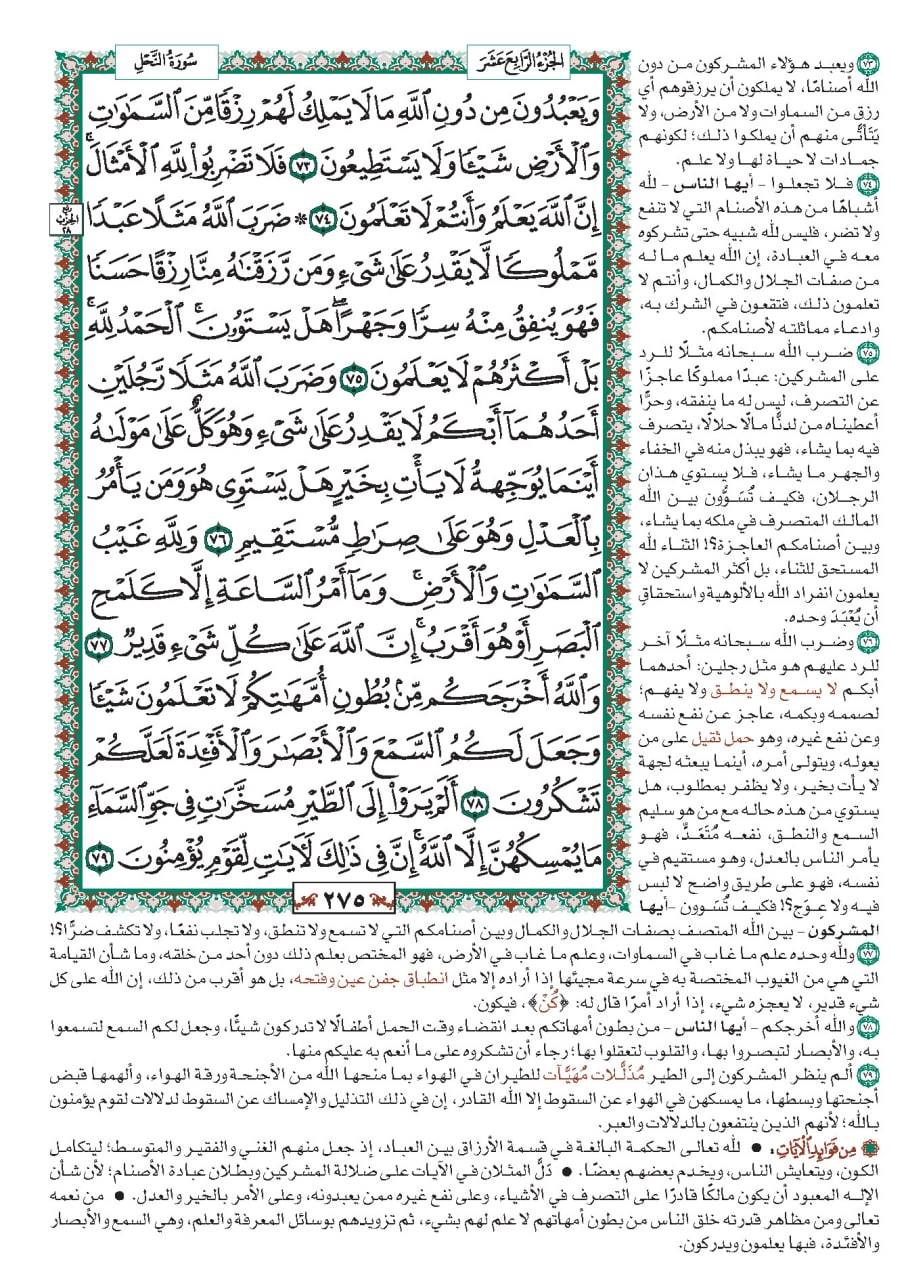 سُورَةُ النَّحْلِ
الجُزْءُ الرَّابِعَ عَشَرَ
وَيَعْبُدُونَ مِن دُونِ ٱللَّهِ مَا لَا يَمْلِكُ لَهُمْ رِزْقًا مِّنَ ٱلسَّمَٰوَٰتِ
وَٱلْأَرْضِ شَيْـًٔا وَلَا يَسْتَطِيعُونَ ٧٣ فَلَا تَضْرِبُوا۟ لِلَّهِ ٱلْأَمْثَالَۚ
إِنَّ ٱللَّهَ يَعْلَمُ وَأَنتُمْ لَا تَعْلَمُونَ ٧٤ ۞ ضَرَبَ ٱللَّهُ مَثَلًا عَبْدًا
مَّمْلُوكًا لَّا يَقْدِرُ عَلَىٰ شَىْءٍ وَمَن رَّزَقْنَٰهُ مِنَّا رِزْقًا حَسَنًا
فَهُوَ يُنفِقُ مِنْهُ سِرًّا وَجَهْرًاۖ هَلْ يَسْتَوُۥنَۚ ٱلْحَمْدُ لِلَّهِۚ
بَلْ أَكْثَرُهُمْ لَا يَعْلَمُونَ ٧٥ وَضَرَبَ ٱللَّهُ مَثَلًا رَّجُلَيْنِ
أَحَدُهُمَآ أَبْكَمُ لَا يَقْدِرُ عَلَىٰ شَىْءٍ وَهُوَ كَلٌّ عَلَىٰ مَوْلَىٰهُ
أَيْنَمَا يُوَجِّههُّ لَا يَأْتِ بِخَيْرٍ هَلْ يَسْتَوِى هُوَ وَمَن يَأْمُرُ
بِٱلْعَدْلِ وَهُوَ عَلَىٰ صِرَٰطٍ مُّسْتَقِيمٍ ٧٦ وَلِلَّهِ غَيْبُ
ٱلسَّمَٰوَٰتِ وَٱلْأَرْضِۚ وَمَآ أَمْرُ ٱلسَّاعَةِ إِلَّا كَلَمْحِ
ٱلْبَصَرِ أَوْ هُوَ أَقْرَبُۚ إِنَّ ٱللَّهَ عَلَىٰ كُلِّ شَىْءٍ قَدِيرٌ ٧٧
وَٱللَّهُ أَخْرَجَكُم مِّنۢ بُطُونِ أُمَّهَٰتِكُمْ لَا تَعْلَمُونَ شَيْـًٔا
وَجَعَلَ لَكُمُ ٱلسَّمْعَ وَٱلْأَبْصَٰرَ وَٱلْأَفْـِٔدَةَ لَعَلَّكُمْ
تَشْكُرُونَ ٧٨ أَلَمْ يَرَوْا۟ إِلَى ٱلطَّيْرِ مُسَخَّرَٰتٍ فِى جَوِّ ٱلسَّمَآءِ
مَا يُمْسِكُهُنَّ إِلَّا ٱللَّهُۚ إِنَّ فِى ذَٰلِكَ لَءَايَٰتٍ لِّقَوْمٍ يُؤْمِنُونَ ٧٩
٢٧٥
ربع
الحزب
٢٨
٧٣ ويعبد هؤلاء المشركون من دون
الله أصنامًا، لا يملكون أن يرزقوهم أي
رزق من السماوات ولا من الأرض، ولا
يَتَأتَّى منهم أن يملكوا ذلك؛ لكونهم
جمادات لا حياة لها ولا علم.
٧٤ فلا تجعلوا - أيها الناس - لله
أشباهًا من هذه الأصنام التي لا تنفع
ولا تضر، فليس لله شبيه حتى تشركوه
معه في العبادة، إن الله يعلم ما له
من صفات الجلال والكمال، وأنتم لا
تعلمون ذلك، فتقعون في الشرك به،
وادعاء مماثلته لأصنامكم.
٧٥ ضرب الله سبحانه مثلًا للرد
على المشركين: عبدًا مملوكًا عاجزًا
عن التصرف، ليس له ما ينفقه، وحرًّا
أعطيناه من لدنَّا مالًا حلالًا، يتصرف
فيه بما يشاء، فهو يبذل منه في الخفاء
والجهر ما يشاء، فلا يستوي هذان
الرجلان، فكيف تُسَوُّون بين الله
المالك المتصرف في ملكه بما يشاء،
وبين أصنامكم العاجزة؟! الثناء لله
المستحق للثناء، بل أكثر المشركين لا
يعلمون انفراد الله بالألوهية واستحقاق
أن يُعْبَدَ وحده.
٧٦ وضرب الله سبحانه مثلًا آخر
للرد عليهم هو مثل رجلين: أحدهما
أبكم لا يسمع ولا ينطق ولا يفهم؛
لصممه وبكمه، عاجز عن نفع نفسه
وعن نفع غيره، وهو حمل ثقيل على من
يعوله، ويتولى أمره، أينما يبعثه لجهة
لا يأت بخير، ولا يظفر بمطلوب، هل
يستوي من هذه حاله مع من هو سليم
السمع والنطق، نفعه مُتَعَدٍّ، فهو
يأمر الناس بالعدل، وهو مستقيم في
نفسه، فهو على طريق واضح لا لبس
فيه ولا عِوَج؟! فكيف تُسَوون -أيها
المشركون - بين الله المتصف بصفات الجلال والكمال وبين أصنامكم التي لا تسمع ولا تنطق، ولا تجلب نفعًا، ولا تكشف ضرًّا؟!
٧٧ ولله وحده علم ما غاب في السماوات، وعلم ما غاب في الأرض، فهو المختص بعلم ذلك دون أحد من خلقه، وما شأن القيامة
التي هي من الغيوب المختصة به في سرعة مجيئها إذا أراده إلا مثل انطباق جفن عين وفتحه، بل هو أقرب من ذلك، إن الله على كل
شيء قدير، لا يعجزه شيء، إذا أراد أمرًا قال له: ﴿كُنْ﴾، فيكون.
٧٨ والله أخرجكم - أيها الناس - من بطون أمهاتكم بعد انقضاء وقت الحمل أطفالًا لا تدركون شيئًا، وجعل لكم السمع لتسمعوا
به، والأبصار لتبصروا بها، والقلوب لتعقلوا بها؛ رجاء أن تشكروه على ما أنعم به عليكم منها.
٧٩ ألم ينظر المشركون إلى الطير مُذَلَّلات مُهَيَّآت للطيران في الهواء بما منحها الله من الأجنحة ورقة الهواء، وألهمها قبض
أجنحتها وبسطها، ما يمسكهن في الهواء عن السقوط إلا الله القادر، إن في ذلك التذليل والإمساك عن السقوط لدلالات لقوم يؤمنون
بالله؛ لأنهم الذين ينتفعون بالدلالات والعبر.
مِن فَوَائِدِ الْآيَاتِ: • لله تعالى الحكمة البالغة في قسمة الأرزاق بين العباد، إذ جعل منهم الغني والفقير والمتوسط؛ ليتكامل
الكون، ويتعايش الناس، ويخدم بعضهم بعضًا. • دَلَّ المثلان في الآيات على ضلالة المشركين وبطلان عبادة الأصنام؛ لأن شأن
الإله المعبود أن يكون مالكًا قادرًا على التصرف في الأشياء، وعلى نفع غيره ممن يعبدونه، وعلى الأمر بالخير والعدل. • من نعمه
تعالى ومن مظاهر قدرته خلق الناس من بطون أمهاتهم لا علم لهم بشيء، ثم تزويدهم بوسائل المعرفة والعلم، وهي السمع والأبصار
والأفئدة، فبها يعلمون ويدركون.